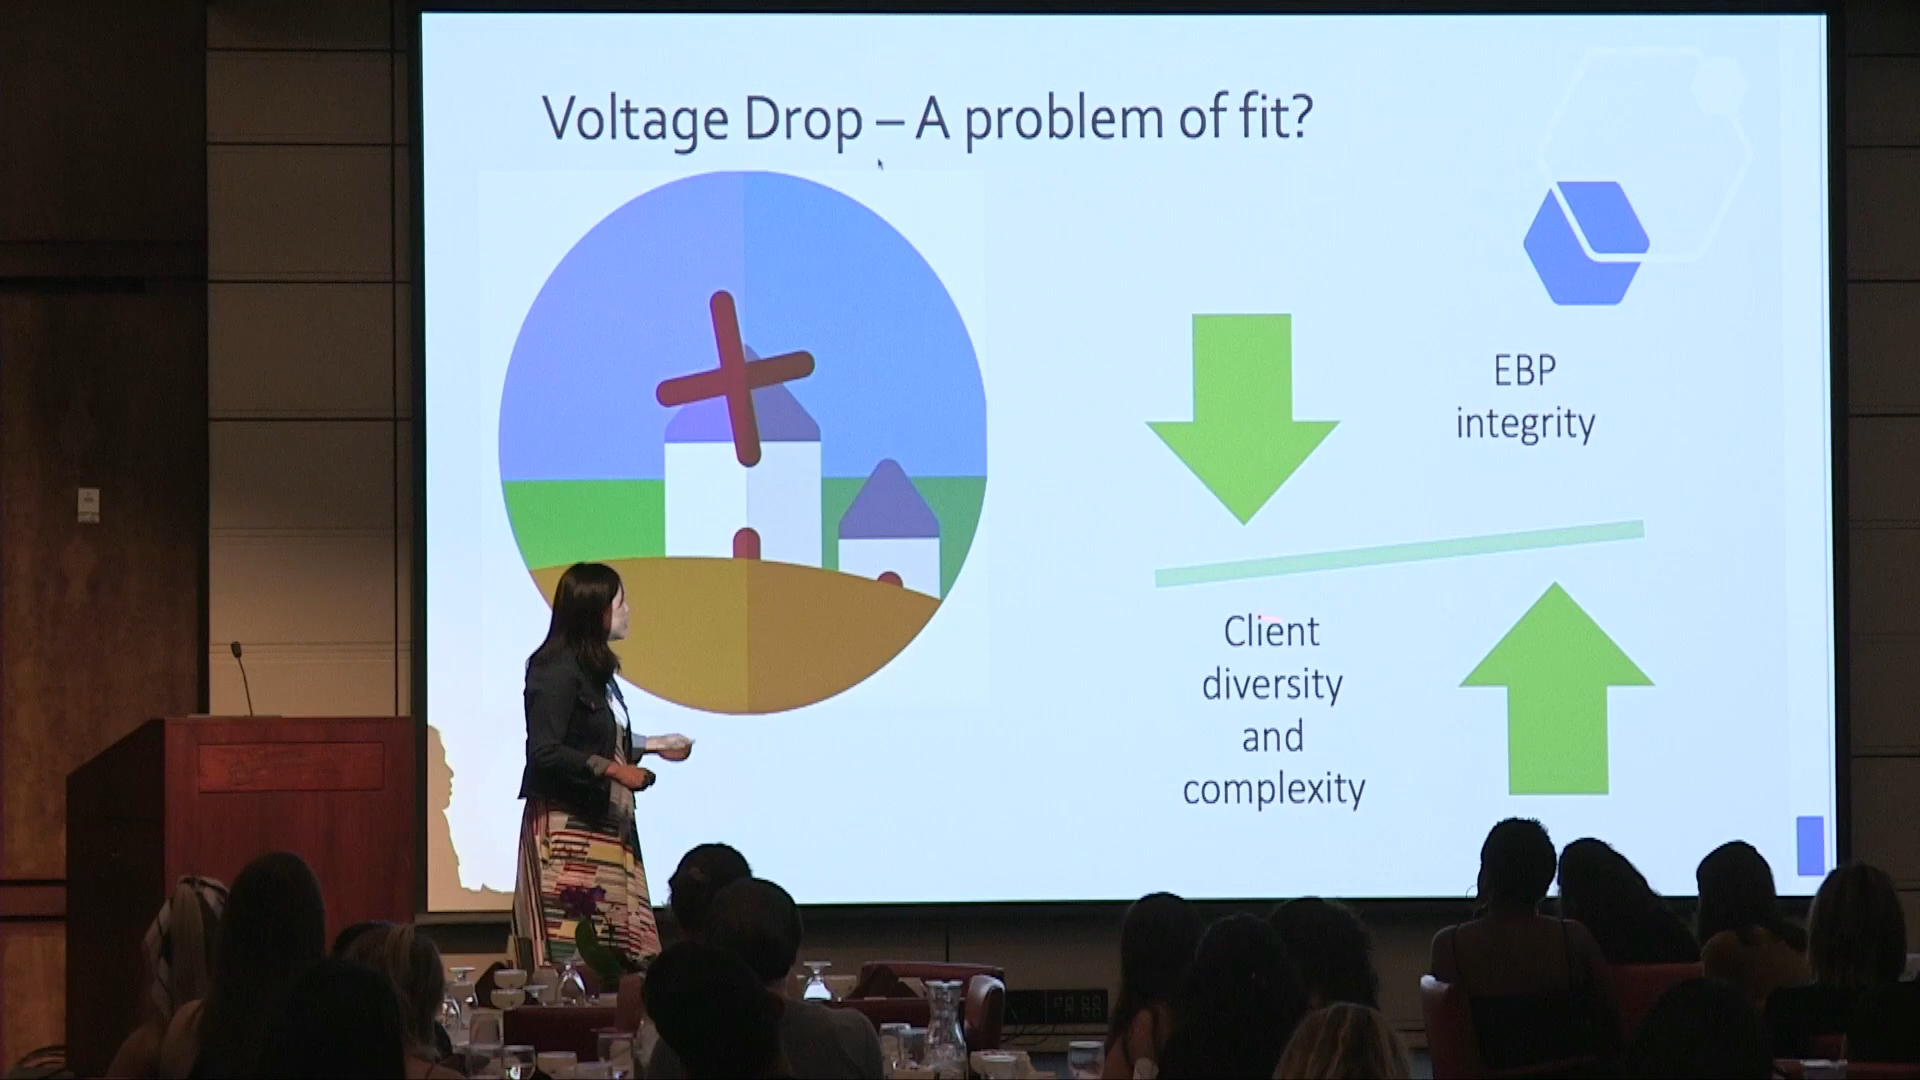 Voltage Drop – A problem of fit?
EBP
integrity
Client
diversity
and
complexity